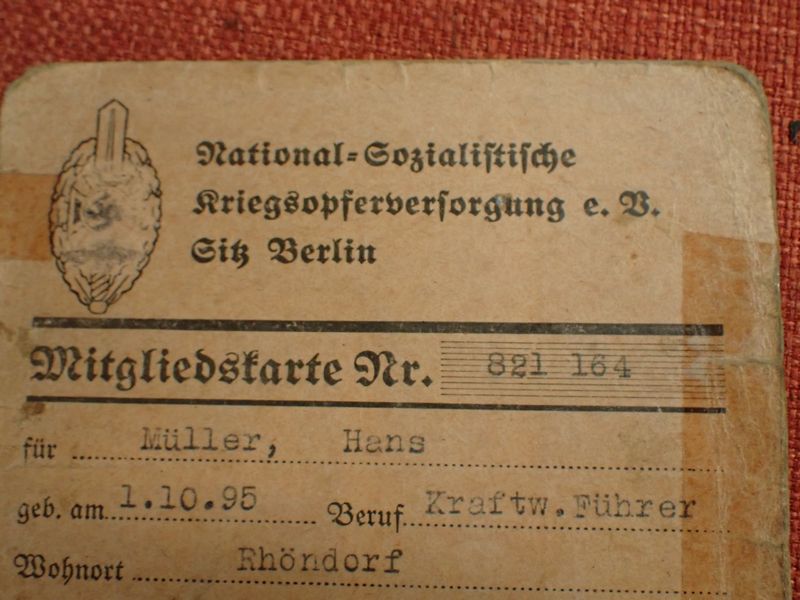 National-Sozialistische
Kriegsopferversorgung e. V.
Sitz Berlin
Mitgliedskarte Nr. 821 164
für Müller, Hans
geb. am 1.10.95 Beruf Kraftw.Führer
Wohnort Rhöndorf